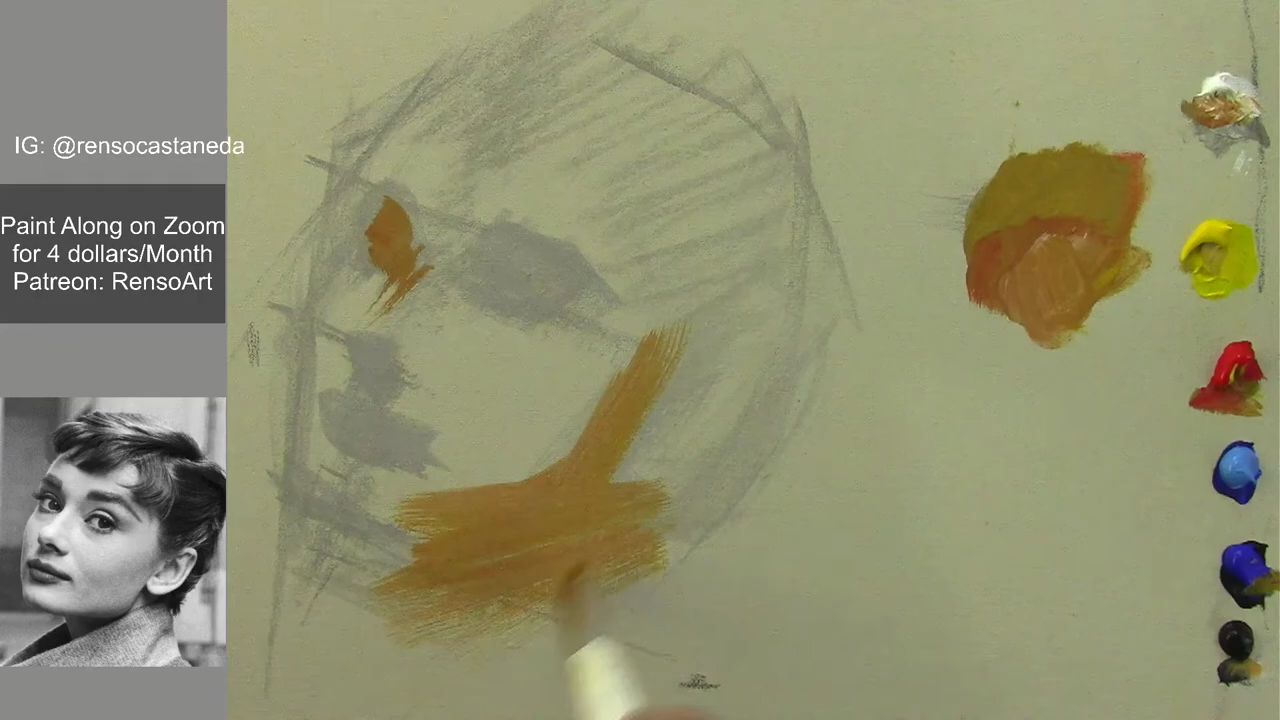 IG: @rensocastaneda
Paint Along on Zoom
for 4 dollars/Month
Patreon: RensoArt